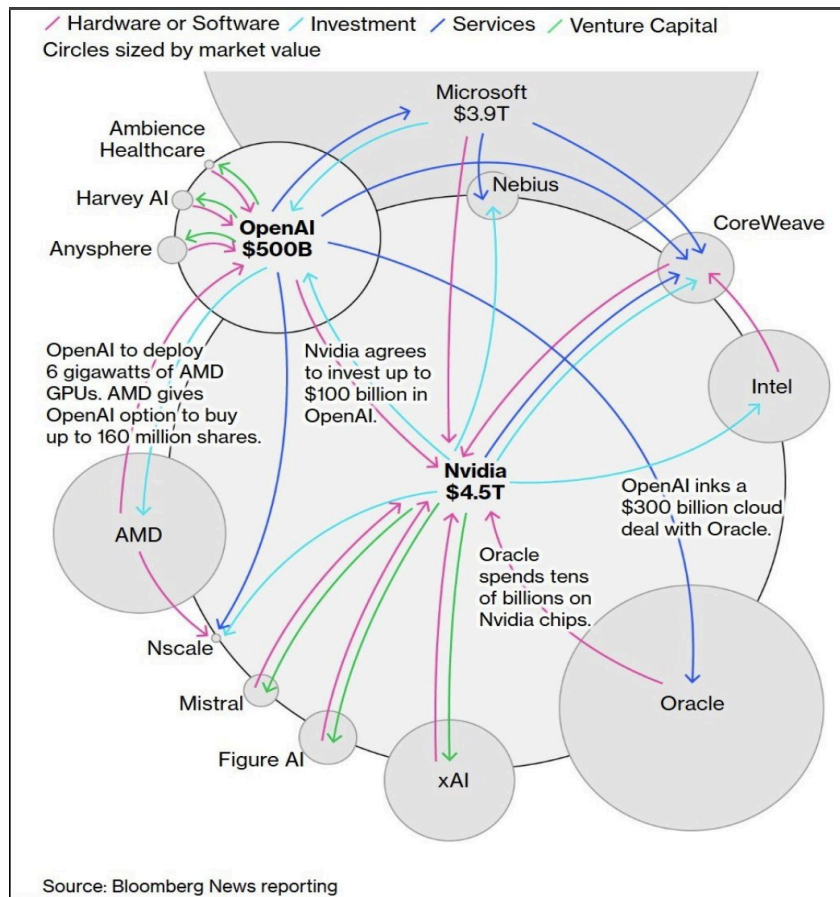 Hardware or Software / Investment / Services / Venture Capital
Circles sized by market value
Microsoft
$3.9T
Ambience
Healthcare
Harvey AI
Anysphere
OpenAI
$500B
Nebius
CoreWeave
OpenAI to deploy
6 gigawatts of AMD
GPUs. AMD gives
OpenAI option to buy
up to 160 million shares.
Nvidia agrees
to invest up to
$100 billion in
OpenAI.
Intel
Nvidia
$4.5T
OpenAI inks a
$300 billion cloud
deal with Oracle.
AMD
Oracle
spends tens
of billions on
Nvidia chips.
Nscale
Mistral
Figure AI
xAI
Oracle
Source: Bloomberg News reporting